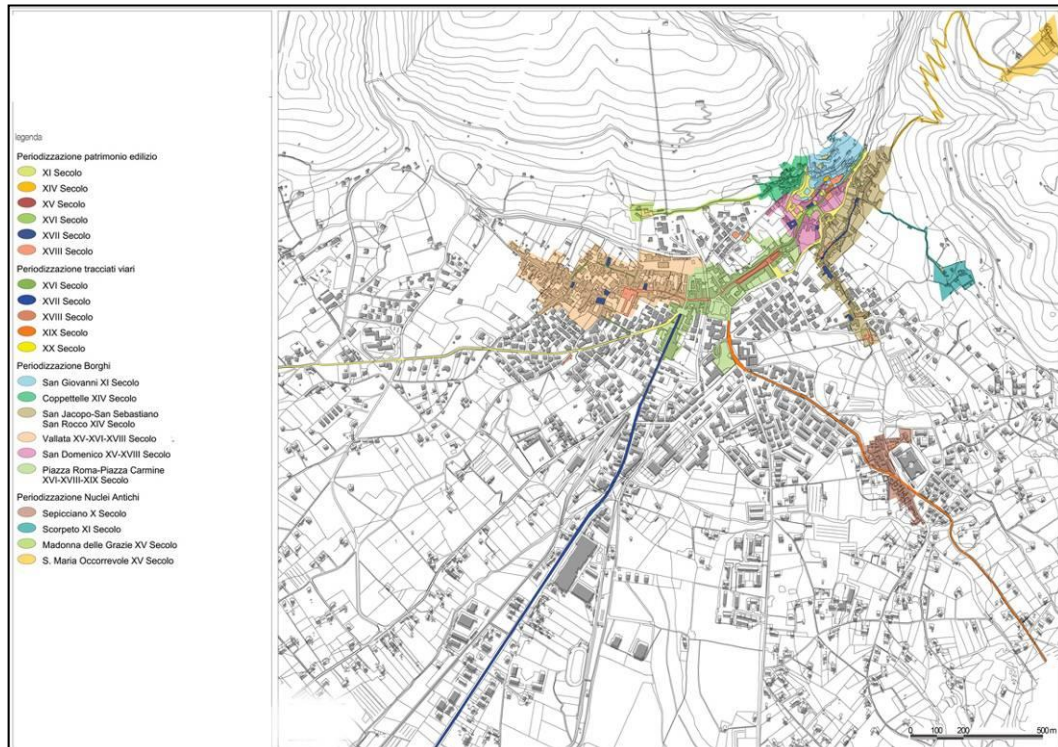 legenda
Periodizzazione patrimonio edilizio
XI Secolo
XIV Secolo
XV Secolo
XVI Secolo
XVII Secolo
XVIII Secolo
Periodizzazione tracciati viari
XVI Secolo
XVII Secolo
XVIII Secolo
XIX Secolo
XX Secolo
Periodizzazione Borghi
San Giovanni XI Secolo
Coppettelle XIV Secolo
San Jacopo-San Sebastiano
San Rocco XIV Secolo
Vallata XV-XVI-XVIII Secolo
San Domenico XV-XVIII Secolo
Piazza Roma-Piazza Carmine
XVI-XVIII-XIX Secolo
Periodizzazione Nuclei Antichi
Sepicciano X Secolo
Scorpeto XI Secolo
Madonna delle Grazie XV Secolo
S. Maria Occorrevole XV Secolo
0 100 200 500 m